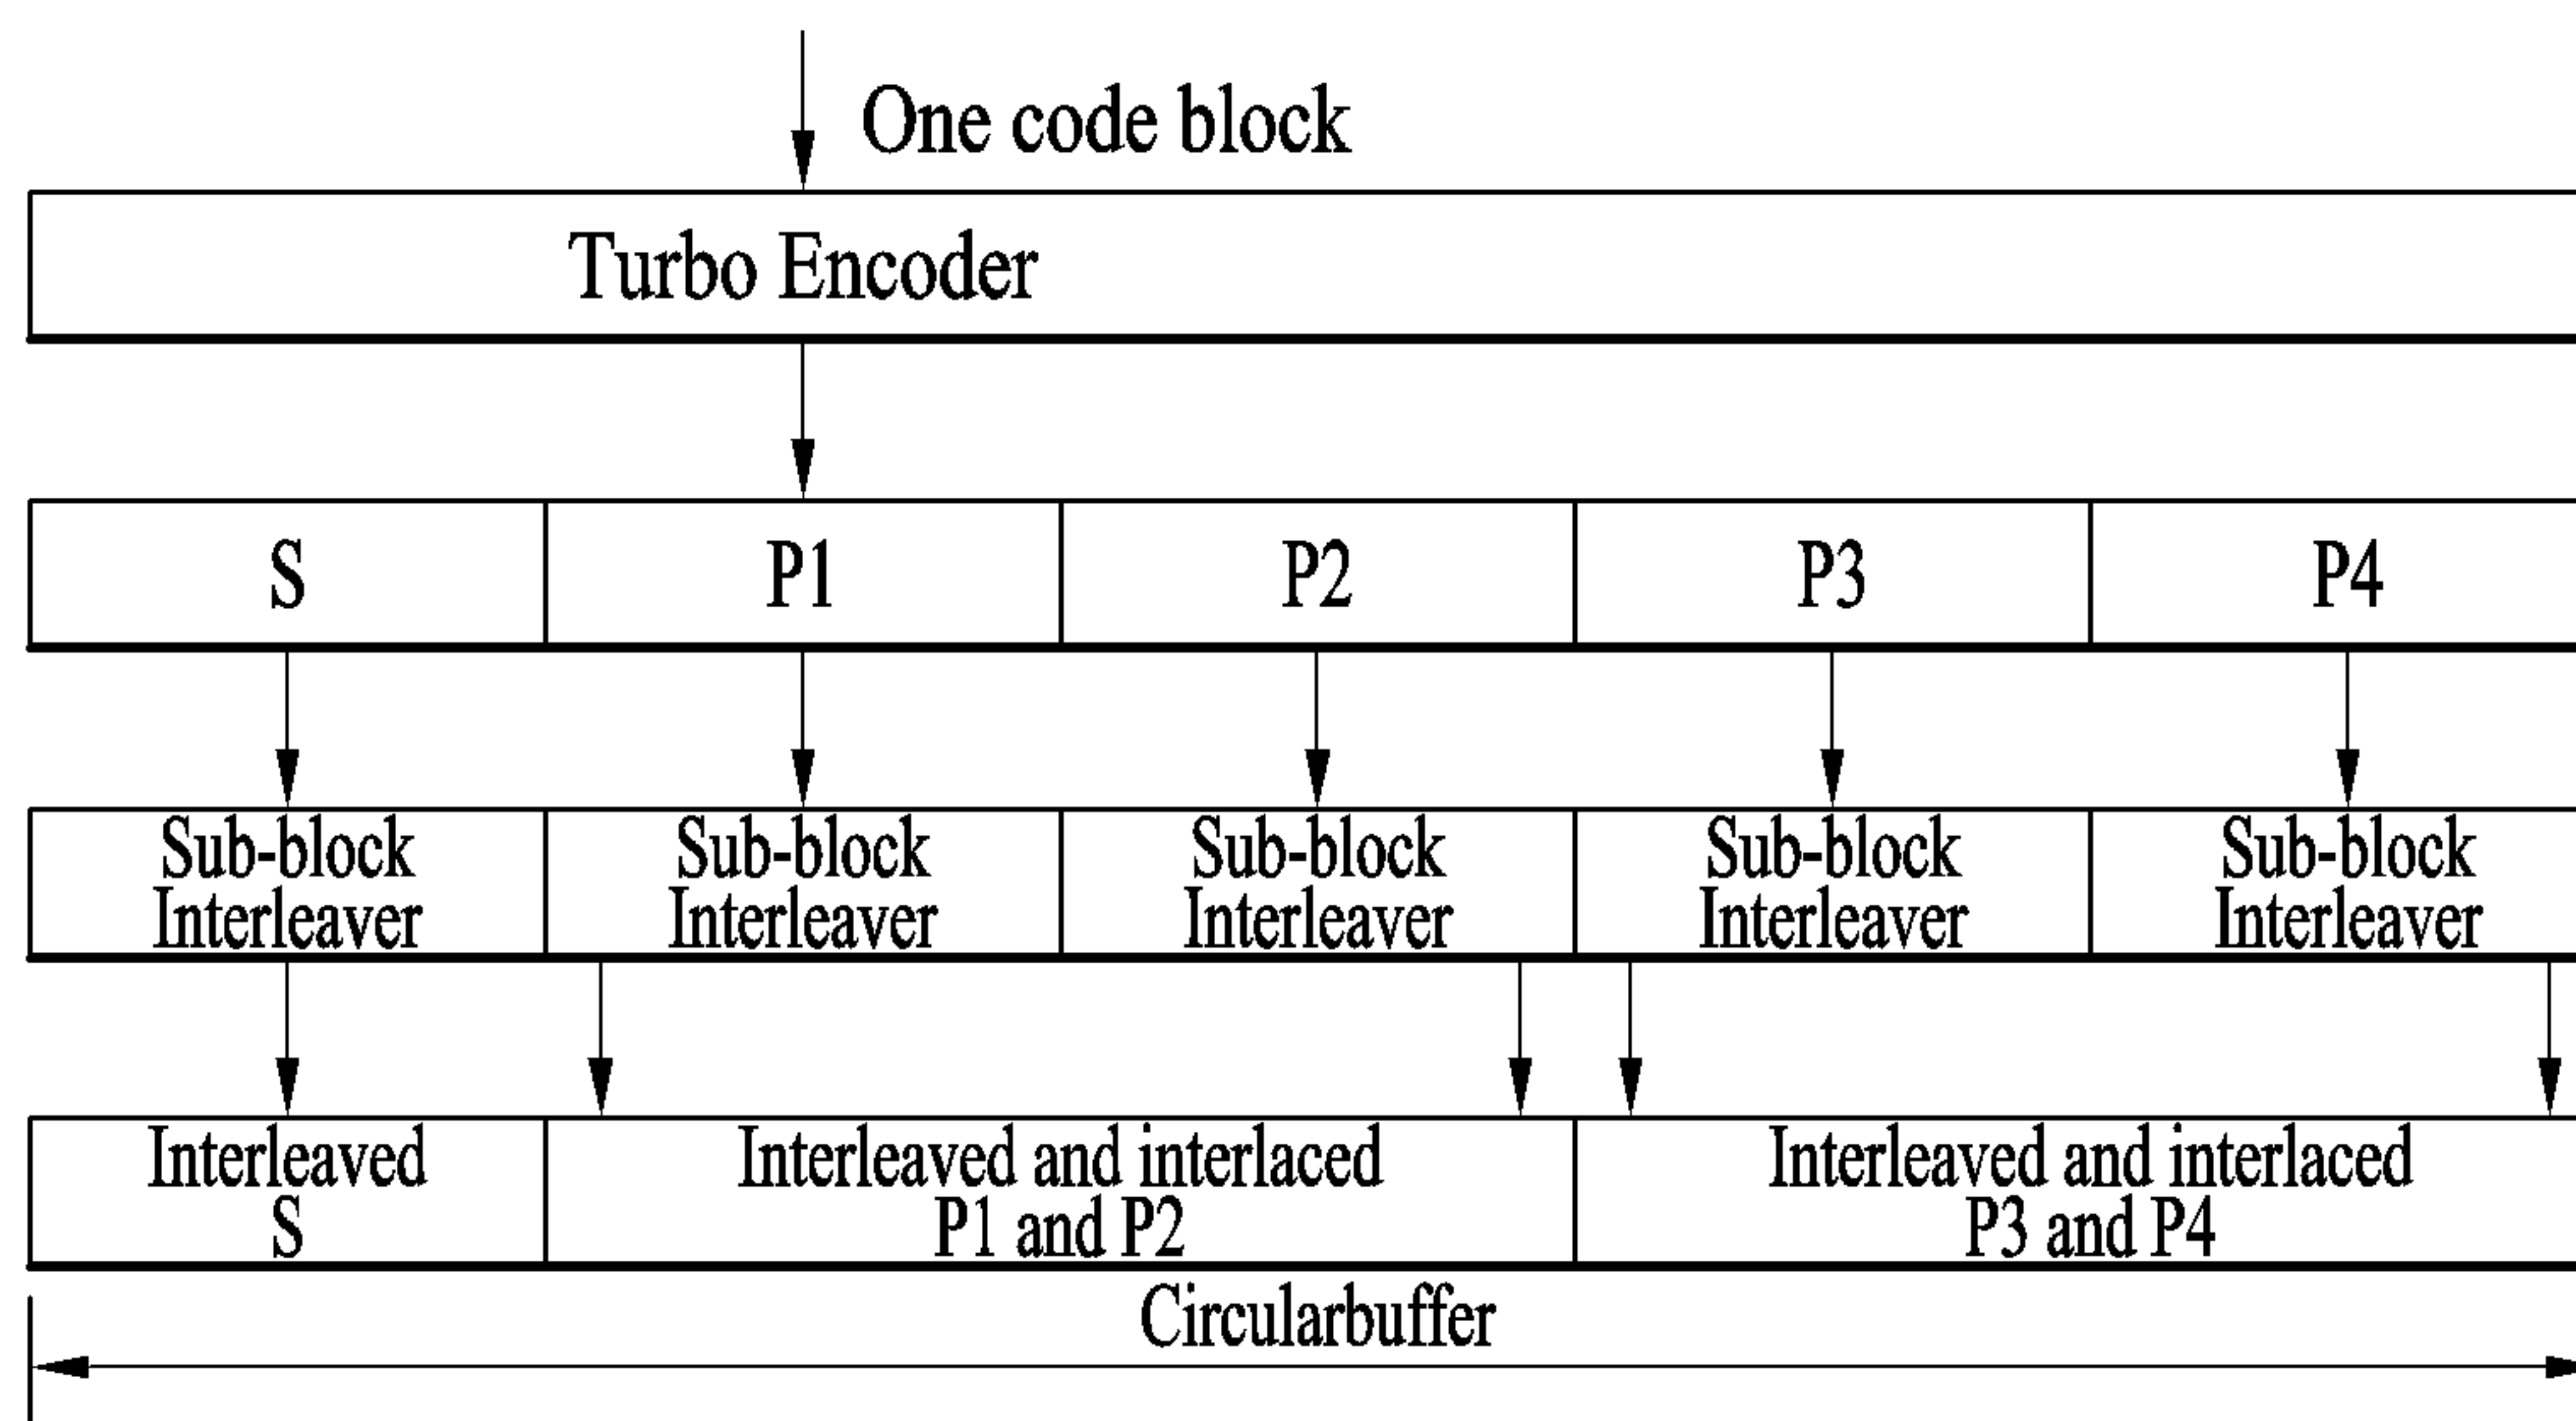 One code block
Turbo Encoder
S P1 P2 P3 P4
Sub-block Sub-block Sub-block Sub-block Sub-block
Interleaver Interleaver Interleaver Interleaver Interleaver
Interleaved Interleaved and interlaced Interleaved and interlaced
S P1 and P2 P3 and P4
Circularbuffer